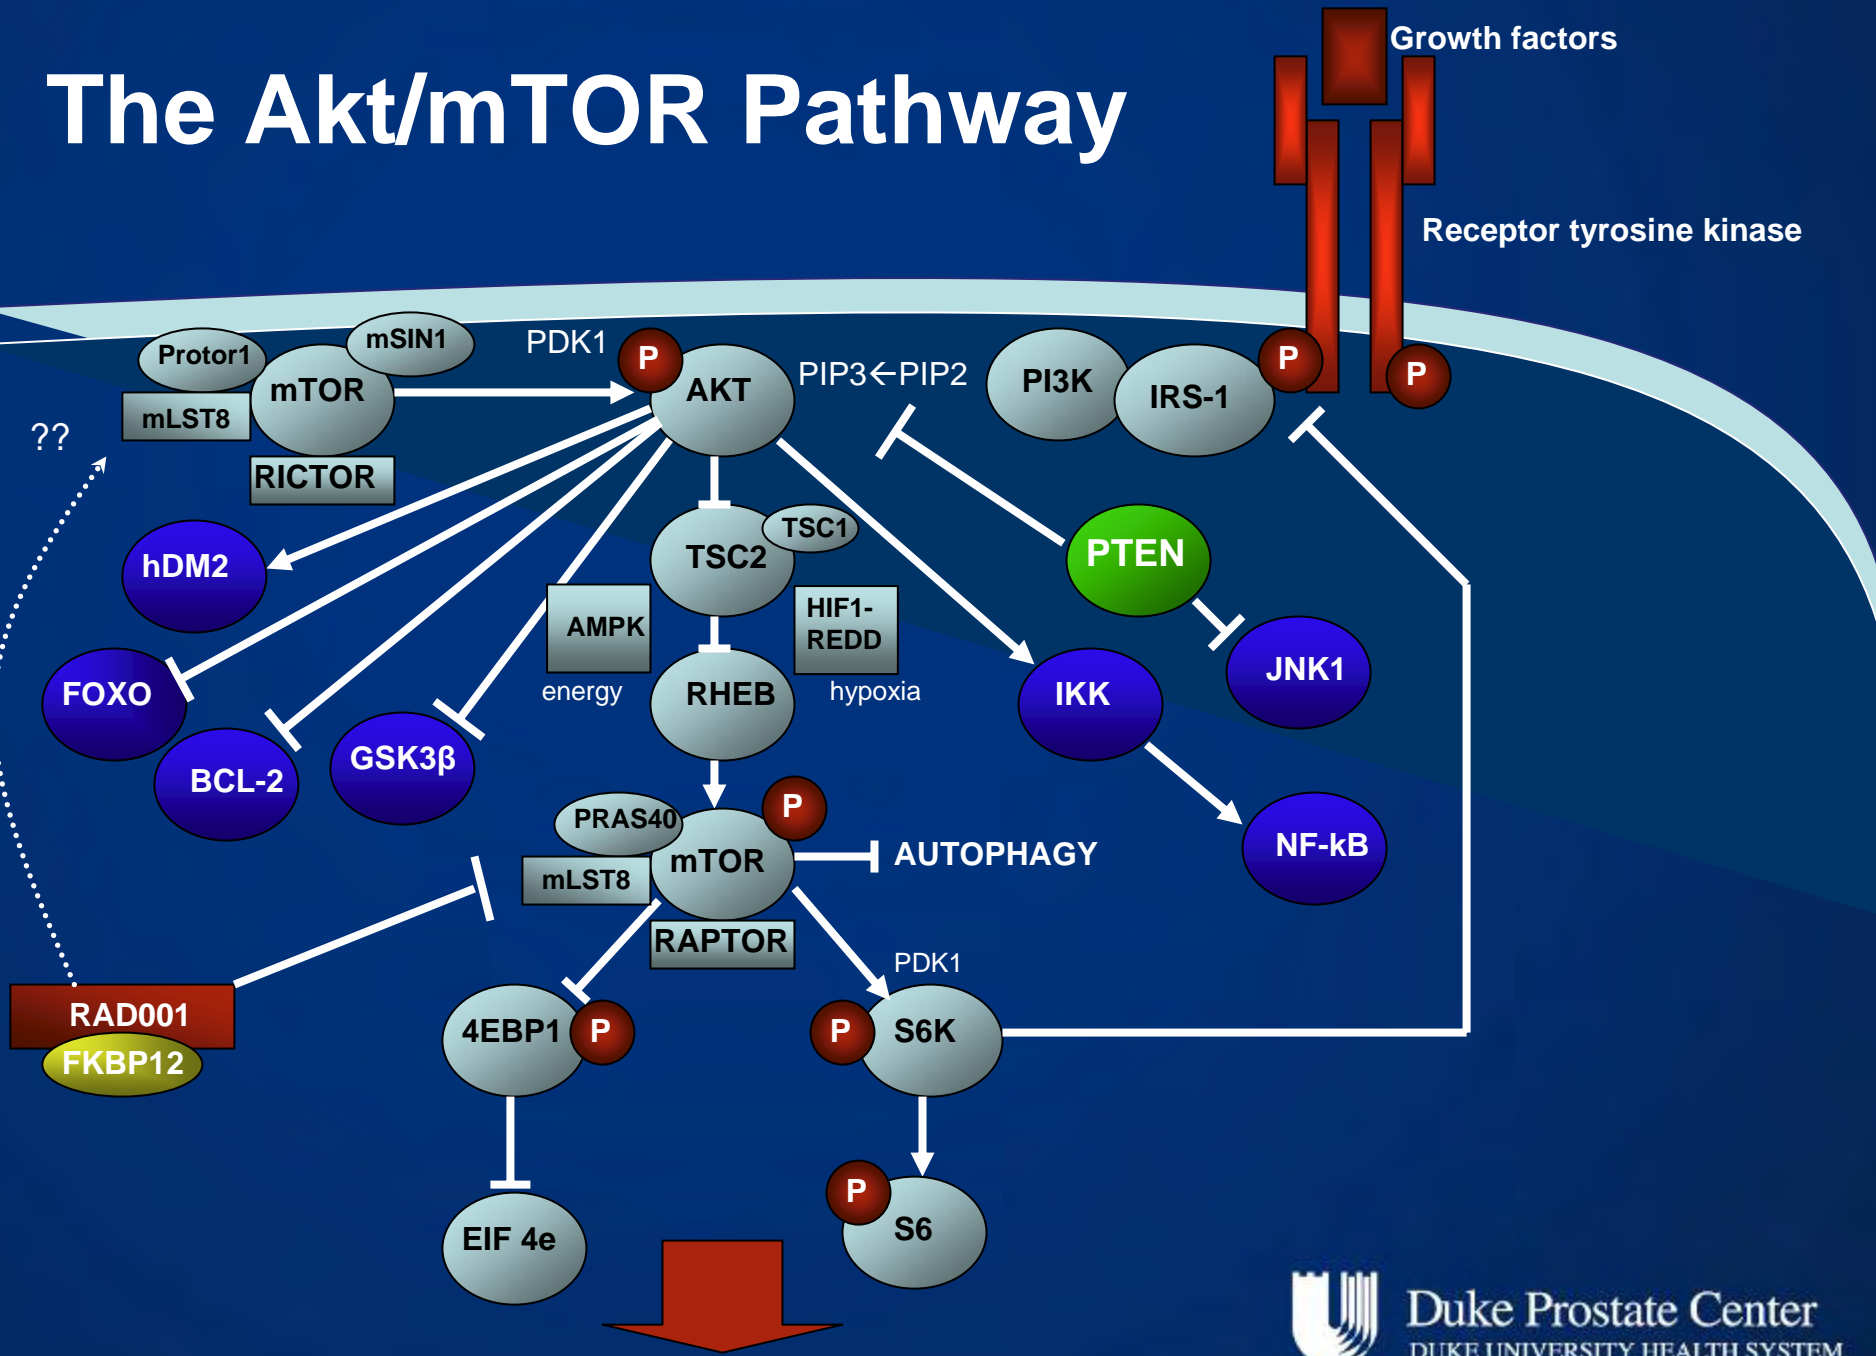 Growth factors
The Akt/mTOR Pathway
Receptor tyrosine kinase
Protor1
mSIN1
mTOR
mLST8
RICTOR
??
PDK1
P
AKT
PIP3←PIP2
PI3K
IRS-1
P
P
TSC2
TSC1
hDM2
AMPK
energy
HIF1-
REDD
hypoxia
PTEN
JNK1
FOXO
RHEB
IKK
BCL-2
GSK3β
NF-kB
PRAS40
P
mTOR
mLST8
RAPTOR
AUTOPHAGY
PDK1
RAD001
FKBP12
4EBP1
P
P
S6K
EIF 4e
P
S6
Duke Prostate Center
DUKE UNIVERSITY HEALTH SYSTEM